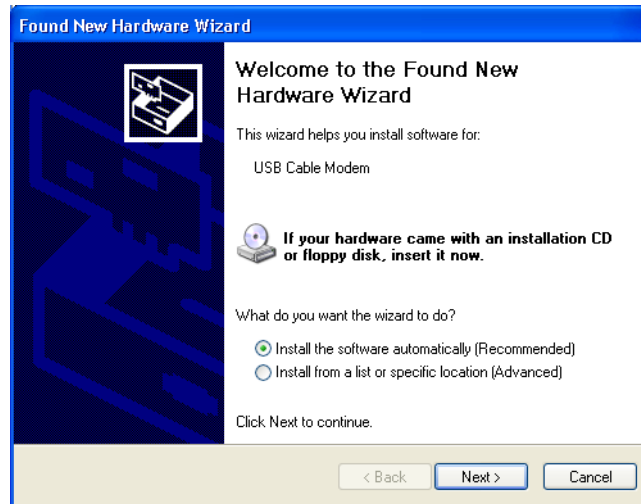 Found New Hardware Wizard
Welcome to the Found New
Hardware Wizard
This wizard helps you install software for:
USB Cable Modem
If your hardware came with an installation CD
or floppy disk, insert it now.
What do you want the wizard to do?
Install the software automatically (Recommended)
Install from a list or specific location (Advanced)
Click Next to continue.
< Back
Next >
Cancel